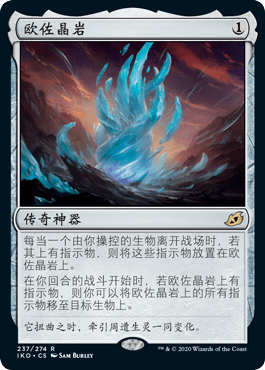 欧佐晶岩 1
传奇神器
每当一个由你操控的生物离开战场时，若
其上有指示物，则将这些指示物放置在欧
佐晶岩上。
在你回合的战斗开始时，若欧佐晶岩上有
指示物，则你可以将欧佐晶岩上的所有指
示物移至目标生物上。
它扭曲之时，牵引周遭生灵一同变化。
237/274 R
IKO • CS SAM BURLEY
™ & © 2020 Wizards of the Coast